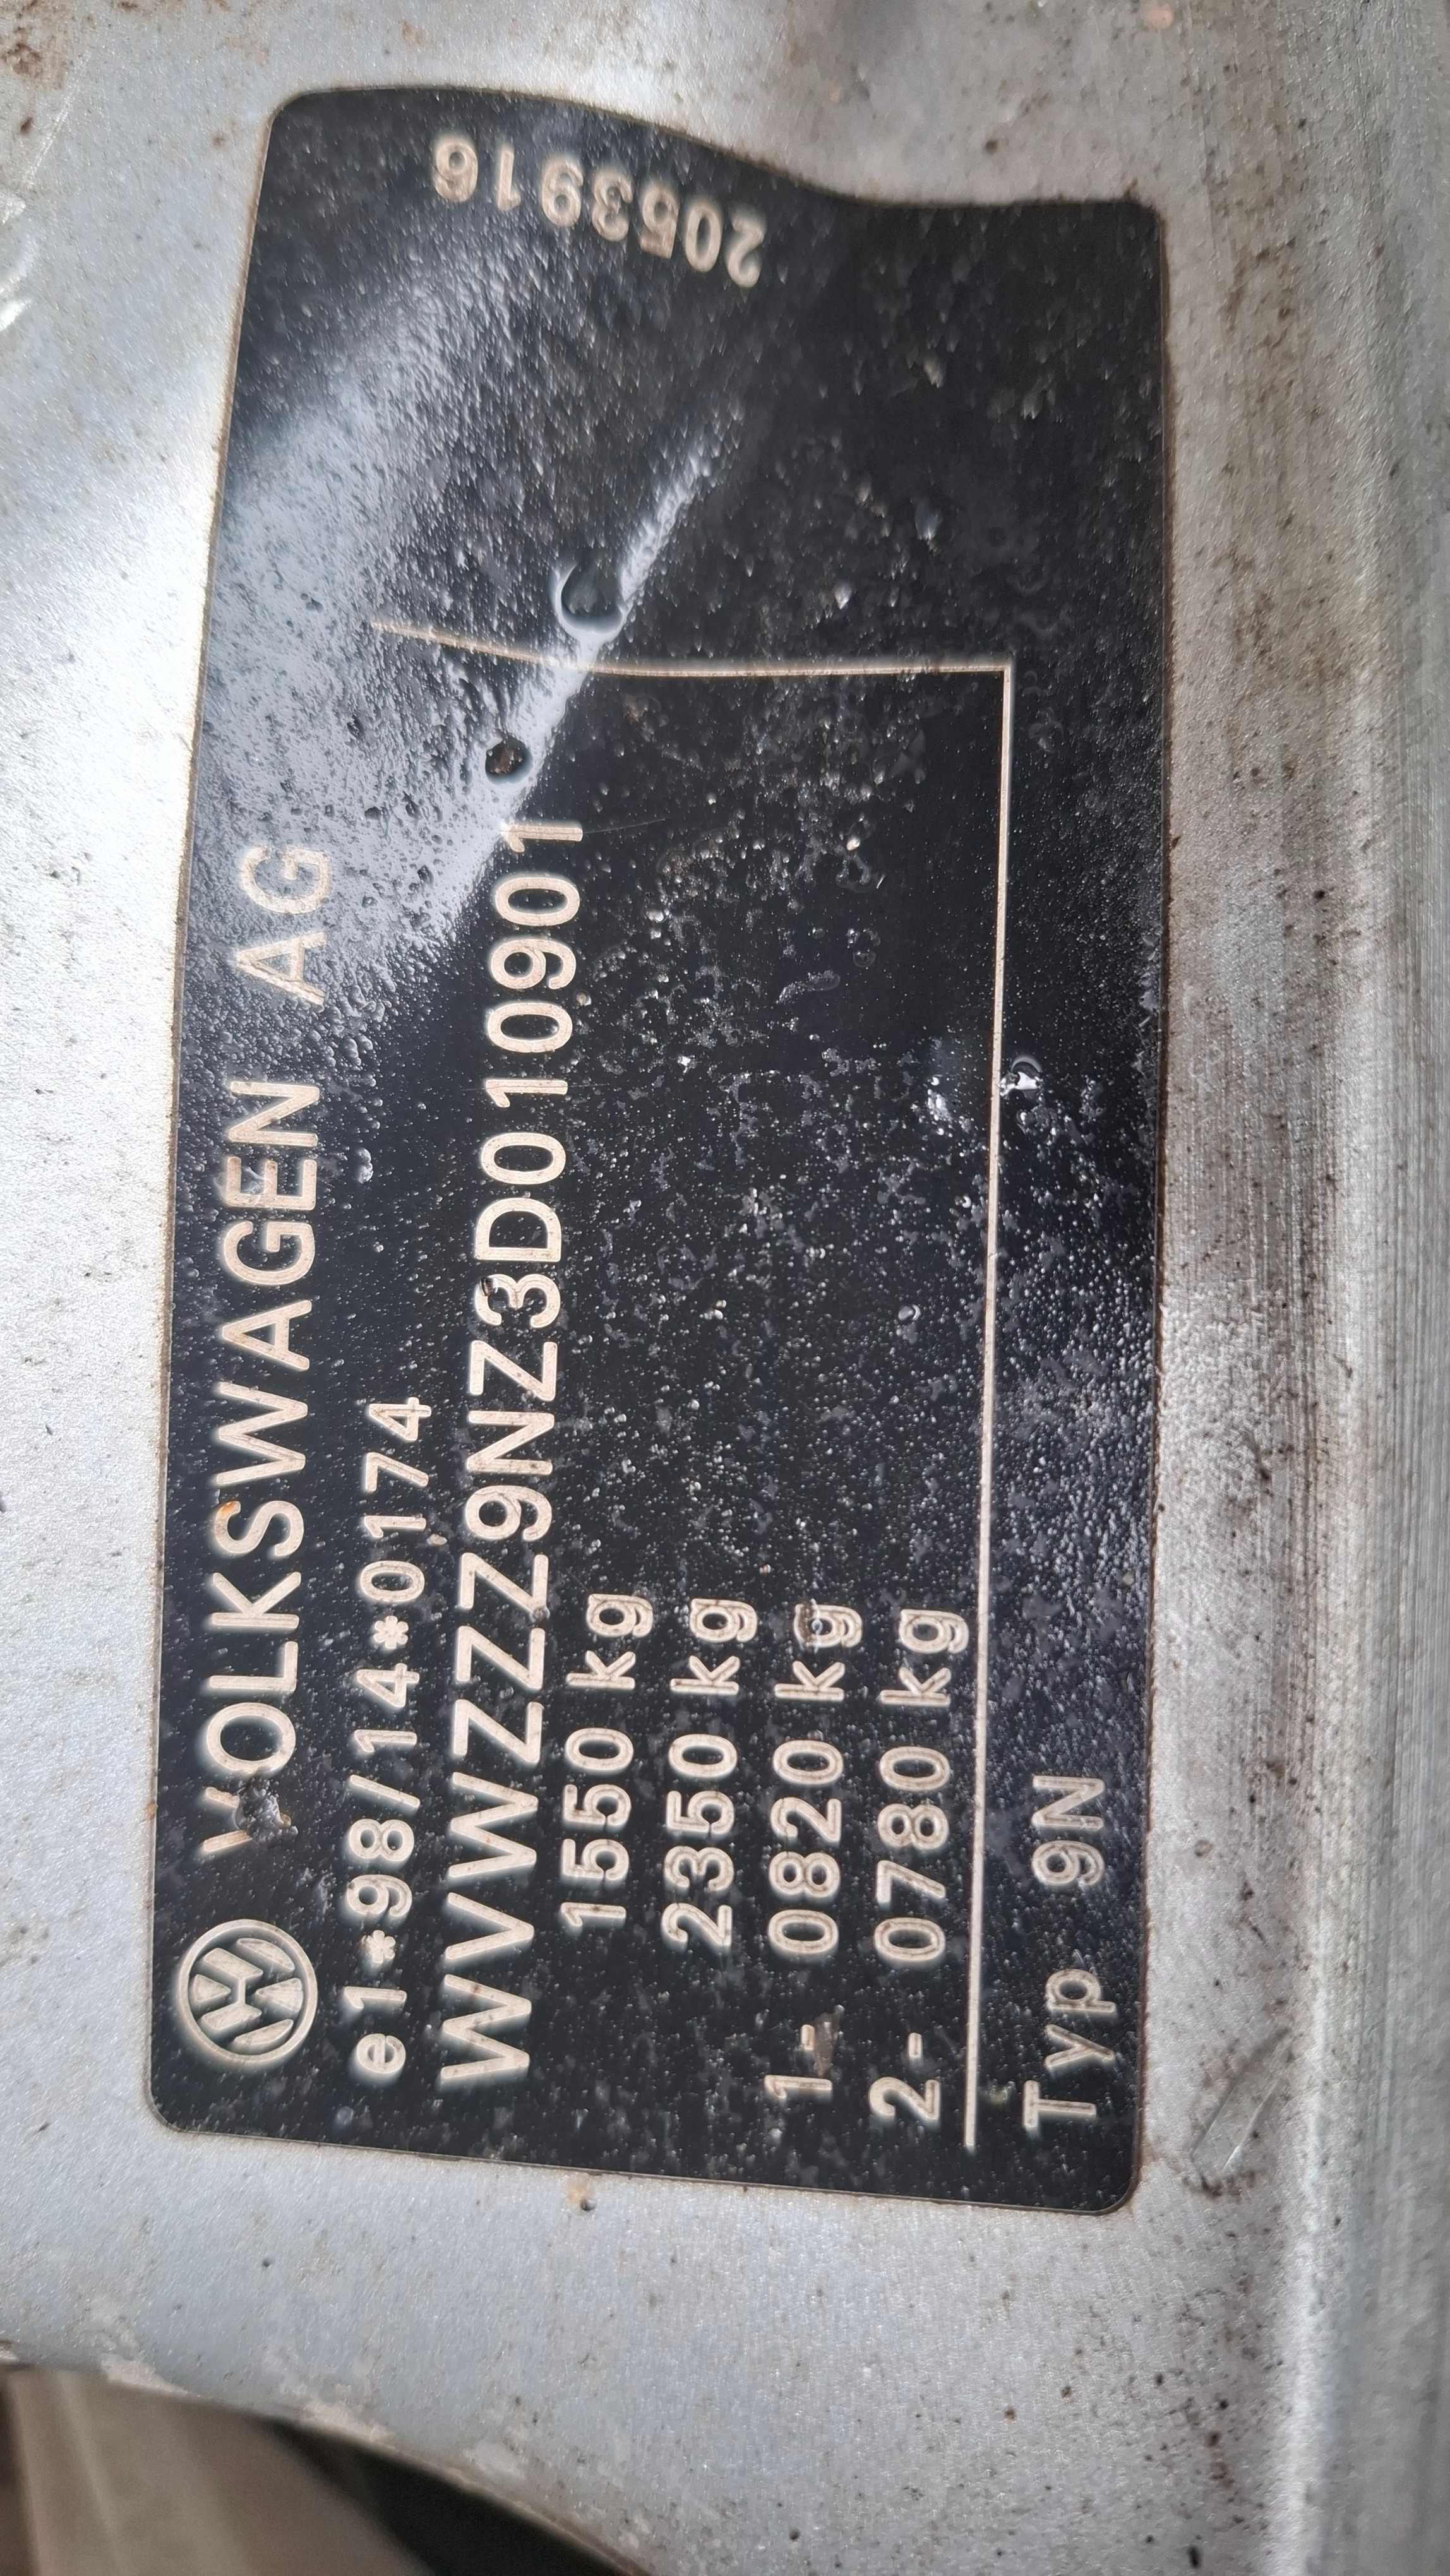 VOLKSWAGEN AG
e1*98/14*0174
WVWZZZ9NZ3D010901
1550 kg
2350 kg
1- 0820 kg
2- 0780 kg
Typ 9N
2053916